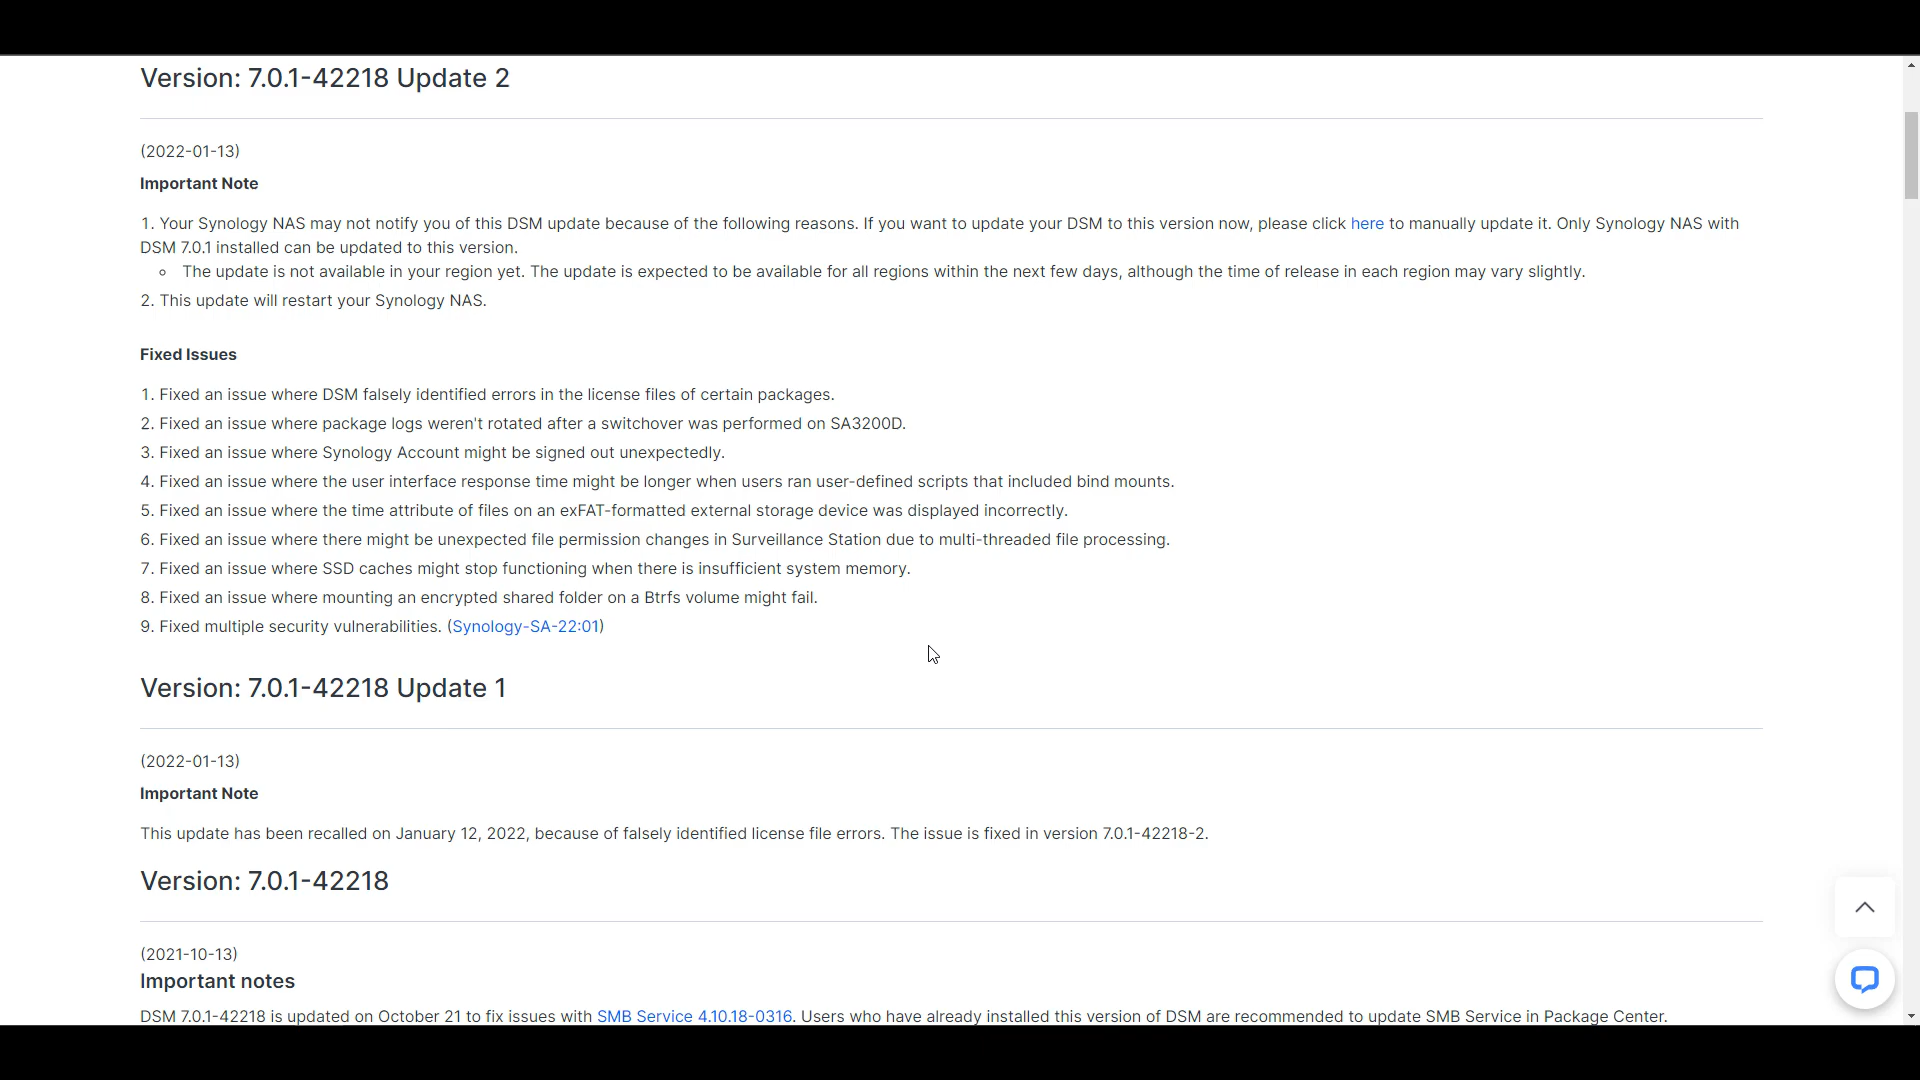 Version: 7.0.1-42218 Update 2
(2022-01-13)
Important Note
1. Your Synology NAS may not notify you of this DSM update because of the following reasons. If you want to update your DSM to this version now, please click here to manually update it. Only Synology NAS with
DSM 7.0.1 installed can be updated to this version.
The update is not available in your region yet. The update is expected to be available for all regions within the next few days, although the time of release in each region may vary slightly.
2. This update will restart your Synology NAS.
Fixed Issues
1. Fixed an issue where DSM falsely identified errors in the license files of certain packages.
2. Fixed an issue where package logs weren't rotated after a switchover was performed on SA3200D.
3. Fixed an issue where Synology Account might be signed out unexpectedly.
4. Fixed an issue where the user interface response time might be longer when users ran user-defined scripts that included bind mounts.
5. Fixed an issue where the time attribute of files on an exFAT-formatted external storage device was displayed incorrectly.
6. Fixed an issue where there might be unexpected file permission changes in Surveillance Station due to multi-threaded file processing.
7. Fixed an issue where SSD caches might stop functioning when there is insufficient system memory.
8. Fixed an issue where mounting an encrypted shared folder on a Btrfs volume might fail.
9. Fixed multiple security vulnerabilities. (Synology-SA-22:01)
Version: 7.0.1-42218 Update 1
(2022-01-13)
Important Note
This update has been recalled on January 12, 2022, because of falsely identified license file errors. The issue is fixed in version 7.0.1-42218-2.
Version: 7.0.1-42218
(2021-10-13)
Important notes
DSM 7.0.1-42218 is updated on October 21 to fix issues with SMB Service 4.10.18-0316. Users who have already installed this version of DSM are recommended to update SMB Service in Package Center.